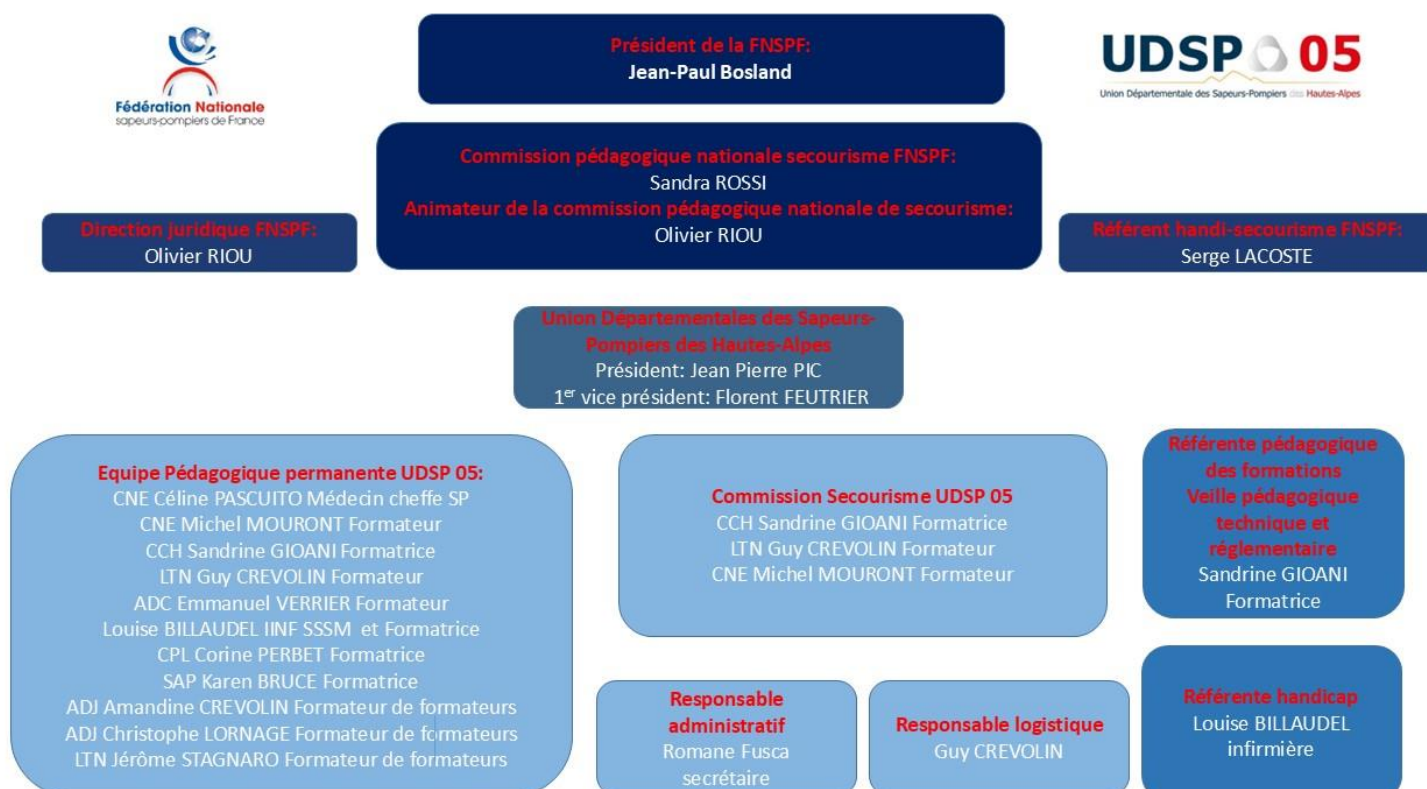 Fédération Nationale
sapeurs-pompiers de France
Président de la FNSPF:
Jean-Paul Bosland
UDSP 05
Union Départementale des Sapeurs-Pompiers des Hautes-Alpes
Commission pédagogique nationale secourisme FNSPF:
Sandra ROSSI
Animateur de la commission pédagogique nationale de secourisme:
Olivier RIOU
Direction juridique FNSPF:
Olivier RIOU
Référent handi-secourisme FNSPF:
Serge LACOSTE
Union Départementales des Sapeurs-
Pompiers des Hautes-Alpes
Président: Jean Pierre PIC
1er vice président: Florent FEUTRIER
Equipe Pédagogique permanente UDSP 05:
CNE Céline PASCUITO Médecin cheffe SP
CNE Michel MOURONT Formateur
CCH Sandrine GIOANI Formatrice
LTN Guy CREVOLIN Formateur
ADC Emmanuel VERRIER Formateur
Louise BILLAUDEL IINF SSSM et Formatrice
CPL Corine PERBET Formatrice
SAP Karen BRUCE Formatrice
ADJ Amandine CREVOLIN Formateur de formateurs
ADJ Christophe LORNAGE Formateur de formateurs
LTN Jérôme STAGNARO Formateur de formateurs
Commission Secourisme UDSP 05
CCH Sandrine GIOANI Formatrice
LTN Guy CREVOLIN Formateur
CNE Michel MOURONT Formateur
Référente pédagogique
des formations
Veille pédagogique
technique et
réglementaire
Sandrine GIOANI
Formatrice
Responsable
administratif
Romane Fusca
secrétaire
Responsable logistique
Guy CREVOLIN
Référente handicap
Louise BILLAUDEL
infirmière